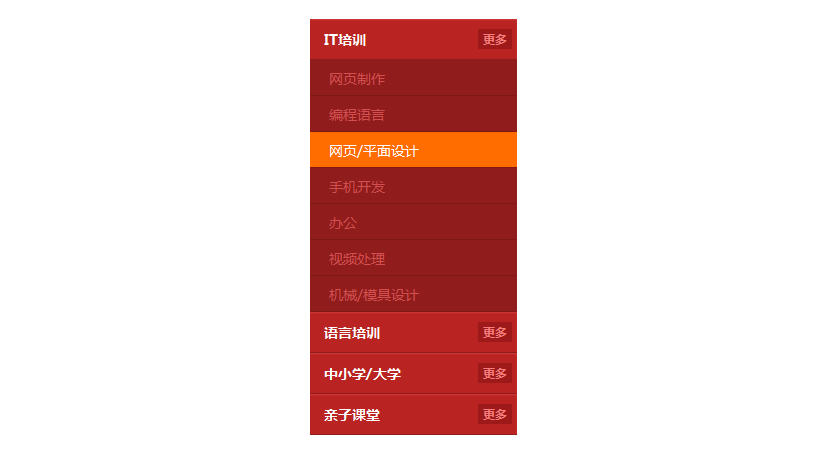 IT培训 更多
网页制作
编程语言
网页/平面设计
手机开发
办公
视频处理
机械/模具设计
语言培训 更多
中小学/大学 更多
亲子课堂 更多